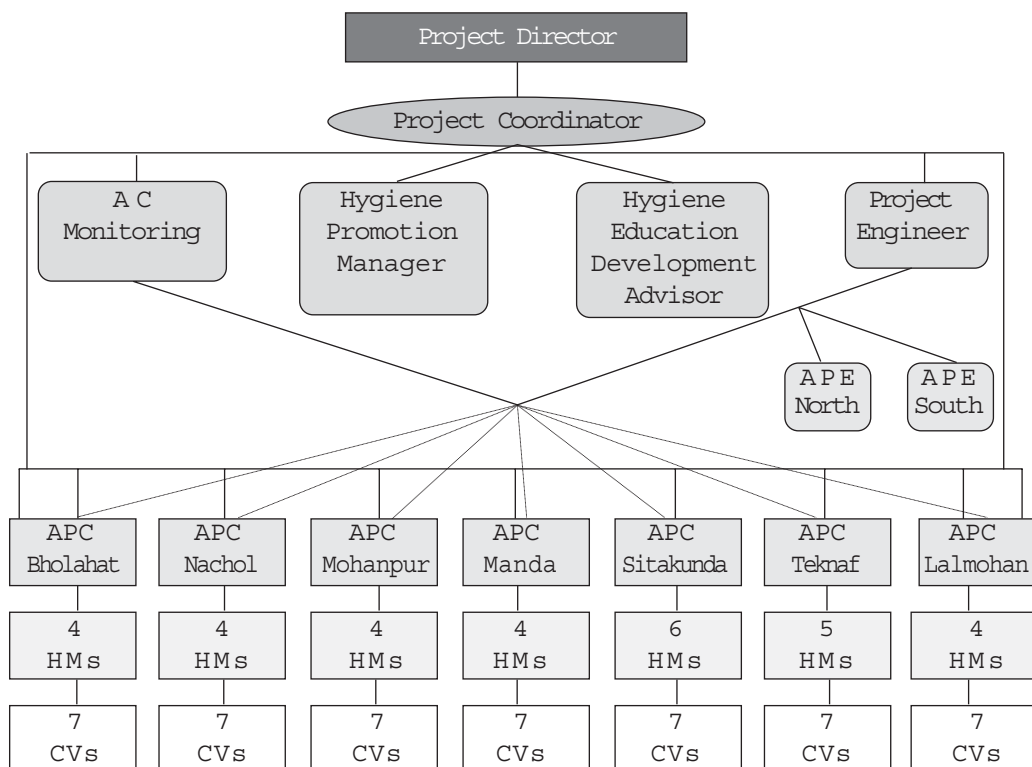 Project Director
Project Coordinator
AC
Monitoring
Hygiene
Promotion
Manager
Hygiene
Education
Development
Advisor
Project
Engineer
APE
North
APE
South
APC
Bholahat
APC
Nachol
APC
Mohanpur
APC
Manda
APC
Sitakunda
APC
Teknaf
APC
Lalmohan
4
HMs
4
HMs
4
HMs
4
HMs
6
HMs
5
HMs
4
HMs
7
CVs
7
CVs
7
CVs
7
CVs
7
CVs
7
CVs
7
CVs